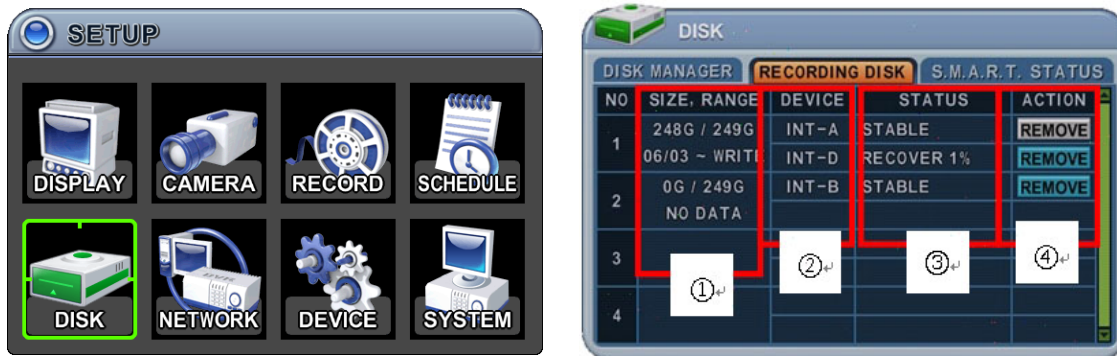 SETUP
DISPLAY CAMERA RECORD SCHEDULE
DISK NETWORK DEVICE SYSTEM
DISK
DISK MANAGER RECORDING DISK S.M.A.R.T. STATUS
NO SIZE, RANGE DEVICE STATUS ACTION
1 248G / 249G INT-A STABLE REMOVE
06/03 ~ WRITE INT-D RECOVER 1% REMOVE
2 0G / 249G INT-B STABLE REMOVE
NO DATA
3
4
① ② ③ ④